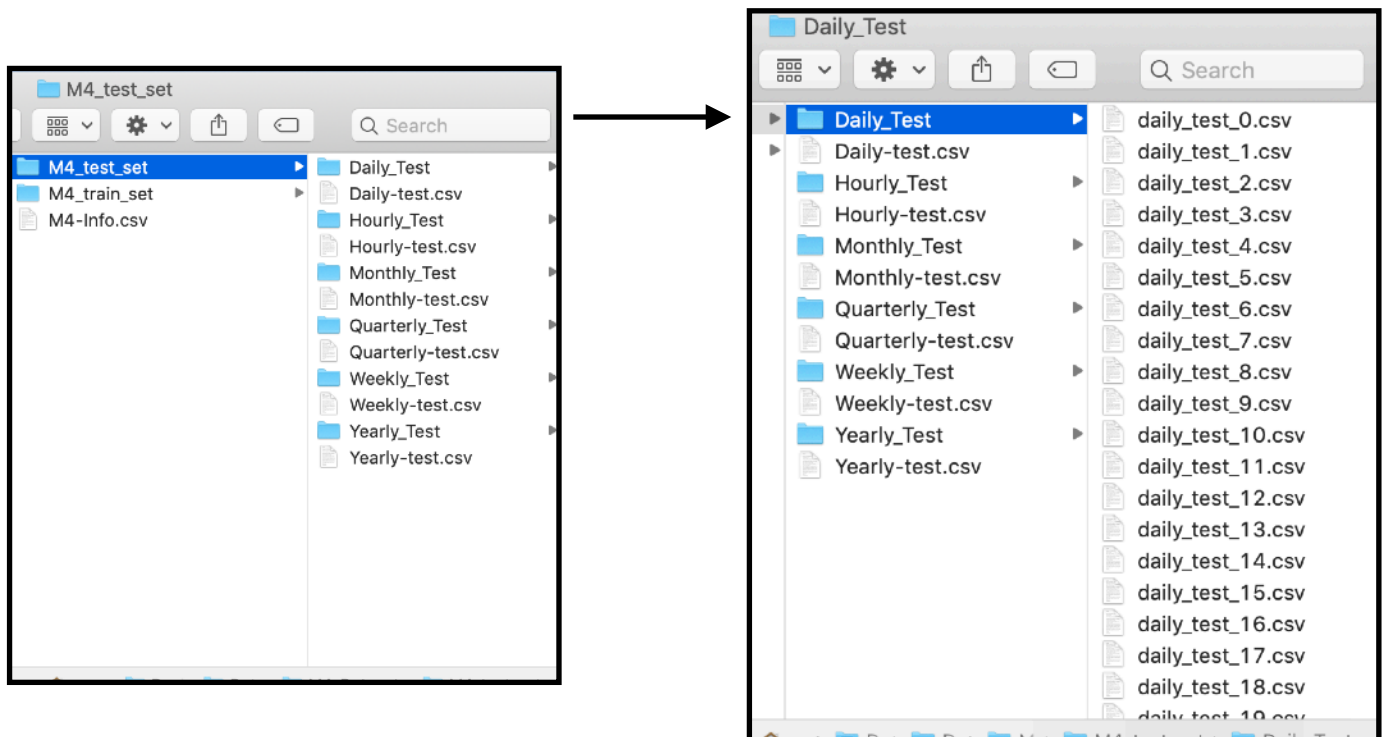 M4_test_set
Search
M4_test_set
M4_train_set
M4-Info.csv
Daily_Test
Daily-test.csv
Hourly_Test
Hourly-test.csv
Monthly_Test
Monthly-test.csv
Quarterly_Test
Quarterly-test.csv
Weekly_Test
Weekly-test.csv
Yearly_Test
Yearly-test.csv
Daily_Test
Search
Daily_Test
Daily-test.csv
Hourly_Test
Hourly-test.csv
Monthly_Test
Monthly-test.csv
Quarterly_Test
Quarterly-test.csv
Weekly_Test
Weekly-test.csv
Yearly_Test
Yearly-test.csv
daily_test_0.csv
daily_test_1.csv
daily_test_2.csv
daily_test_3.csv
daily_test_4.csv
daily_test_5.csv
daily_test_6.csv
daily_test_7.csv
daily_test_8.csv
daily_test_9.csv
daily_test_10.csv
daily_test_11.csv
daily_test_12.csv
daily_test_13.csv
daily_test_14.csv
daily_test_15.csv
daily_test_16.csv
daily_test_17.csv
daily_test_18.csv
daily_test_19.csv